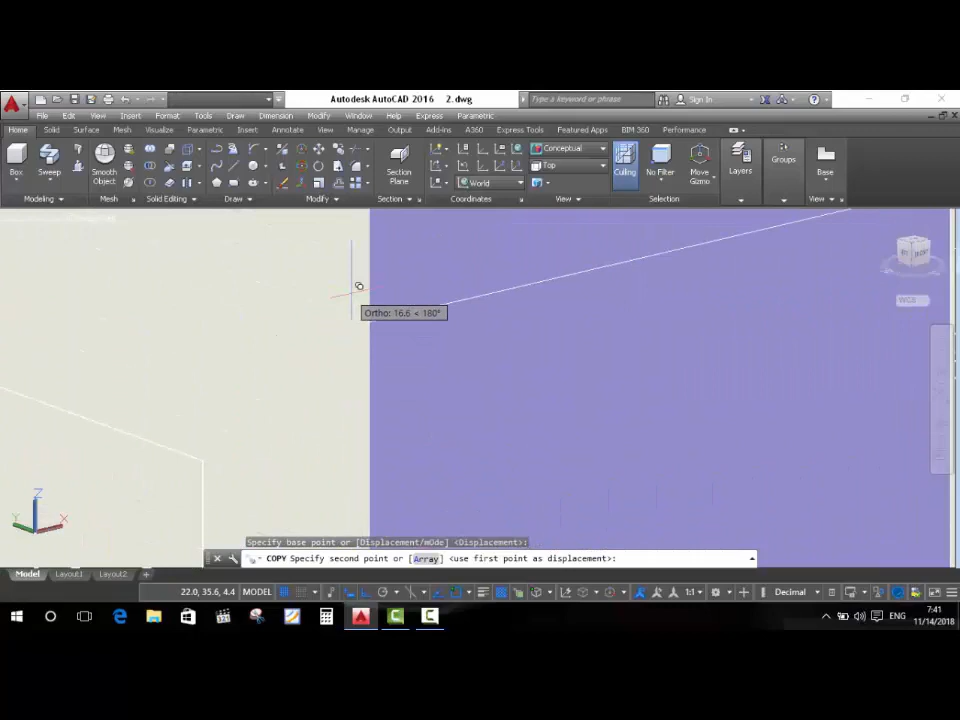 Autodesk AutoCAD 2016 2.dwg
Type a keyword or phrase
Sign In
File Edit View Insert Format Tools Draw Dimension Modify Window Help Express Parametric
Home Solid Surface Mesh Visualize Parametric Insert Annotate View Manage Output Add-ins A360 Express Tools Featured Apps BIM 360 Performance
Box
Sweep
Smooth
Object
Section
Plane
Conceptual
Top
World
Culling
No Filter
Move
Gizmo
Layers
Groups
Base
Modeling Mesh Solid Editing Draw Modify Section Coordinates View Selection View
WCS
Ortho: 16.6 < 180°
Z
Y
X
Specify base point or [Displacement/mOde] <Displacement>:
COPY Specify second point or [Array] <use first point as displacement>:
Model Layout1 Layout2 +
22.0, 35.6, 4.4 MODEL 1:1 Decimal
ENG
7:41
11/14/2018